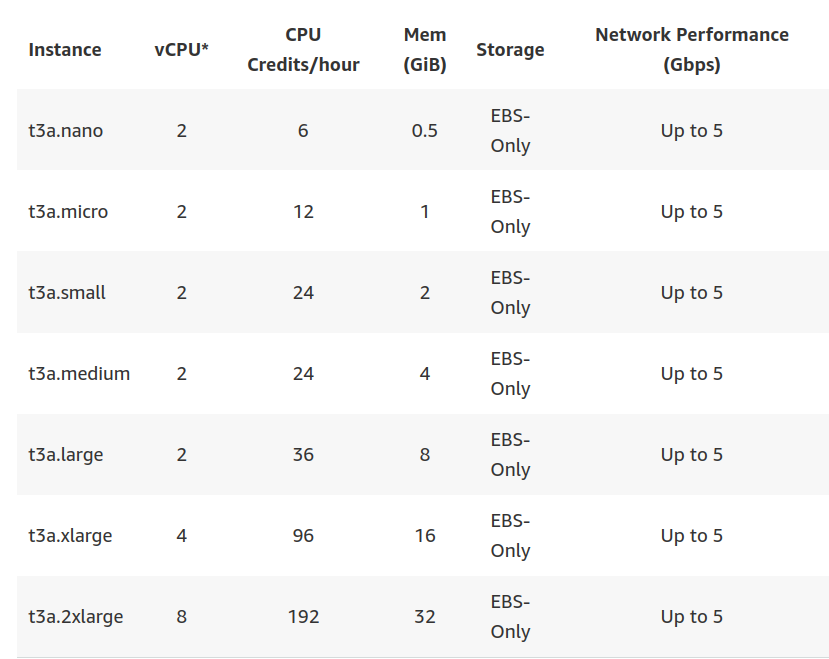 Instance vCPU* CPU Credits/hour Mem (GiB) Storage Network Performance (Gbps)
t3a.nano 2 6 0.5 EBS-Only Up to 5
t3a.micro 2 12 1 EBS-Only Up to 5
t3a.small 2 24 2 EBS-Only Up to 5
t3a.medium 2 24 4 EBS-Only Up to 5
t3a.large 2 36 8 EBS-Only Up to 5
t3a.xlarge 4 96 16 EBS-Only Up to 5
t3a.2xlarge 8 192 32 EBS-Only Up to 5